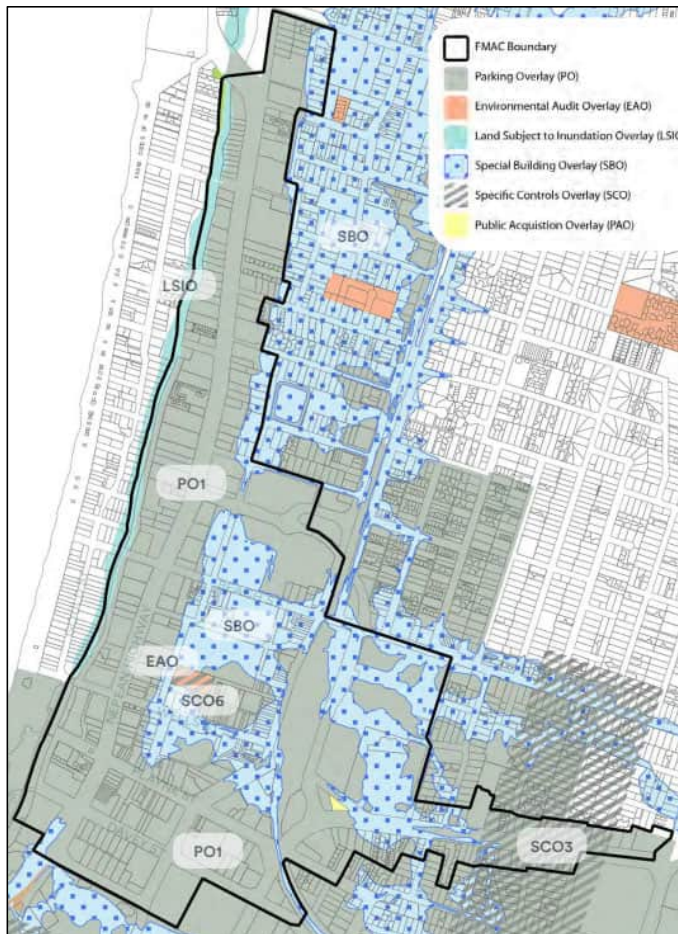 FMAC Boundary
Parking Overlay (PO)
Environmental Audit Overlay (EAO)
Land Subject to Inundation Overlay (LSIO
Special Building Overlay (SBO)
Specific Controls Overlay (SCO)
Public Acquistion Overlay (PAO)
SBO
LSIO
PO1
SBO
EAO
SCO6
PO1
SCO3